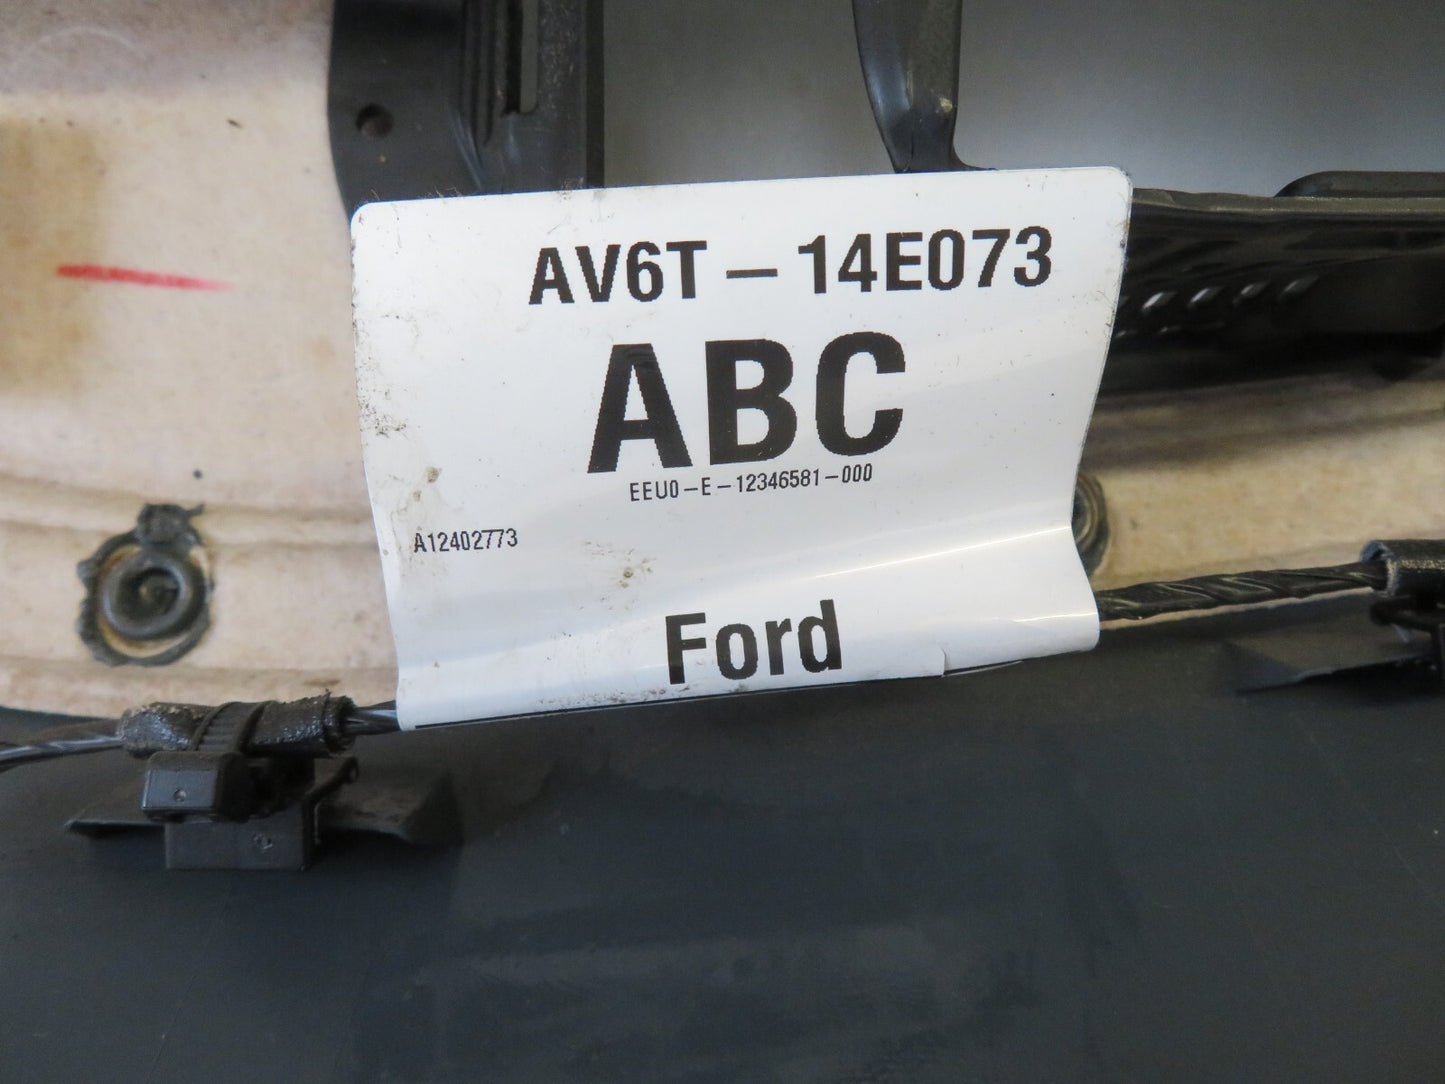 AV6T – 14E073
ABC
EEU0-E-12346581-000
A12402773
Ford